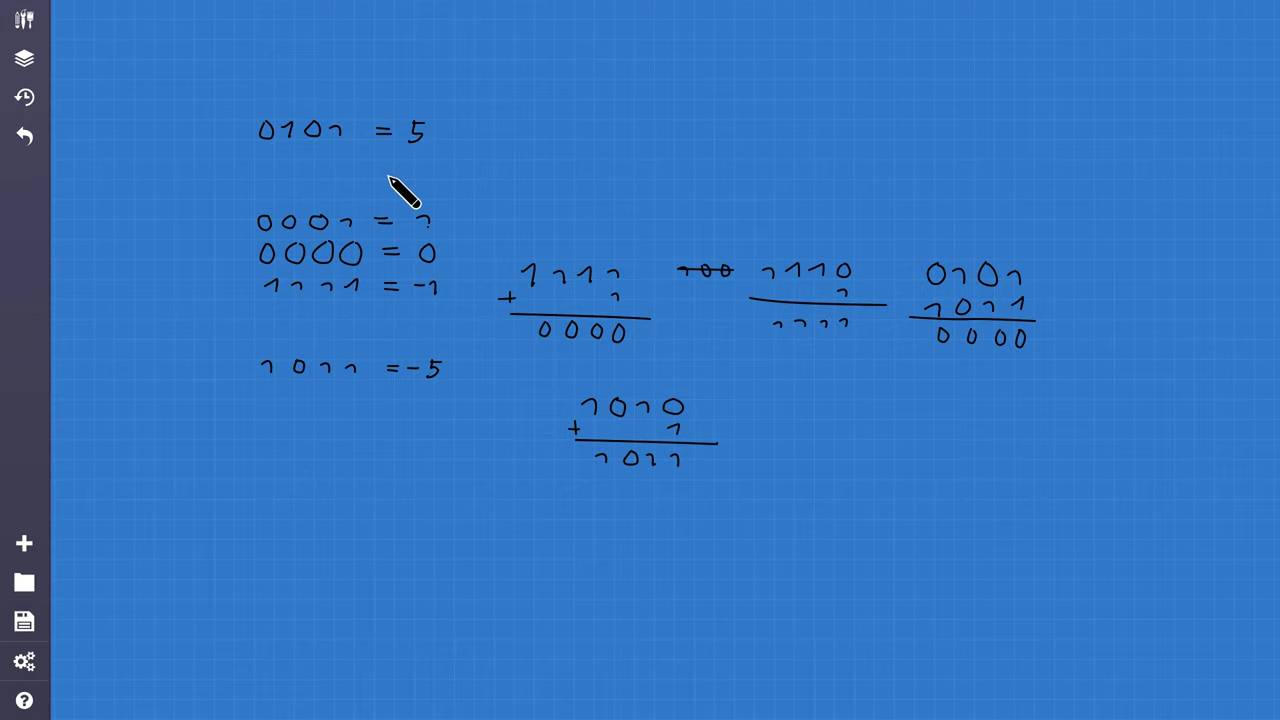 0101 = 5
0001 = 1
0000 = 0
1111 = -1
1011 = -5
1111
+ 1
0000
100
1110
1
1111
0101
1011
0000
1010
+ 1
1011